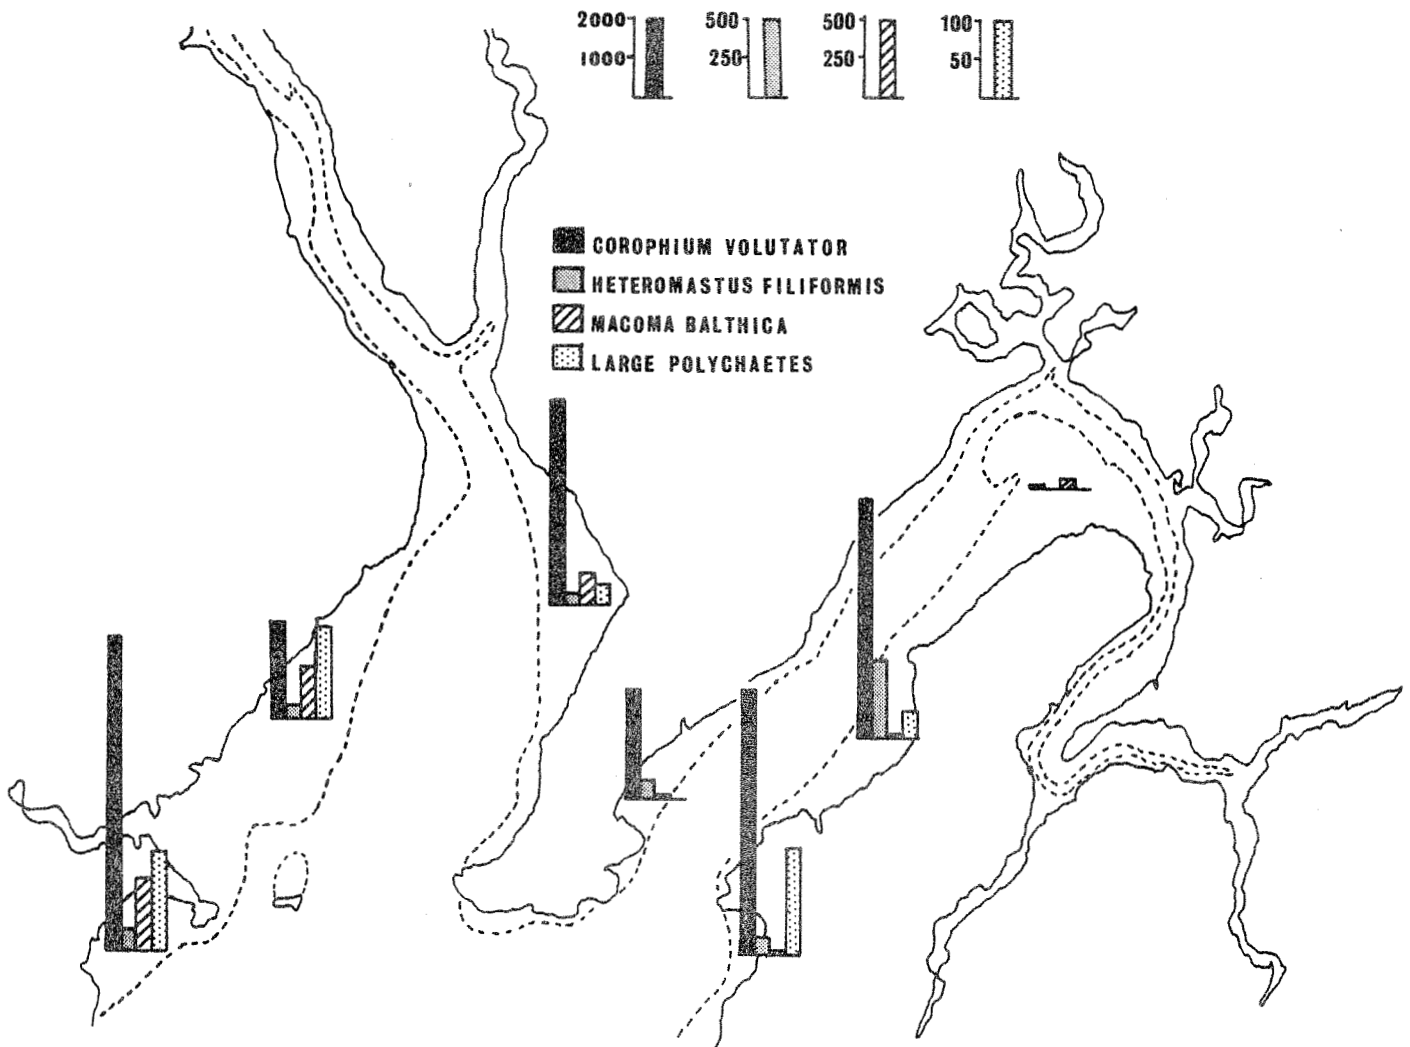 2000 500 500 100
1000 250 250 50
COROPHIUM VOLUTATOR
HETEROMASTUS FILIFORMIS
MACOMA BALTHICA
LARGE POLYCHAETES